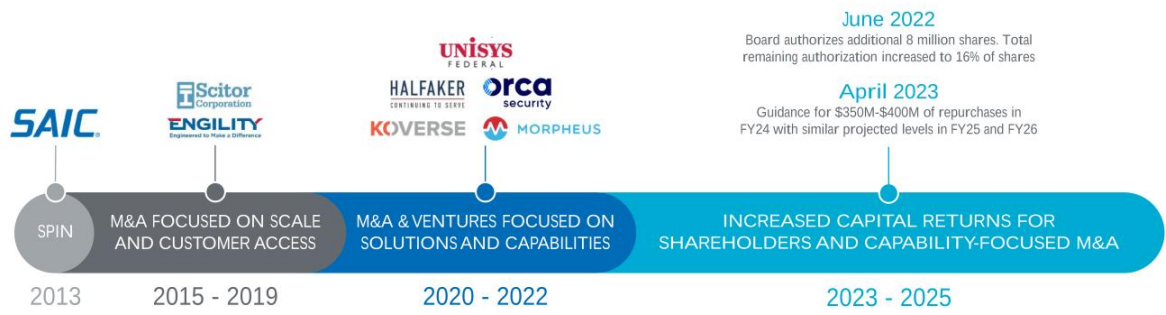 SAIC
Scitor
Corporation
ENGILITY
Engineered to Make a Difference
UNISYS
FEDERAL
HALFAKER
CONTINUING TO SERVE
orca
security
KOVERSE
MORPHEUS
June 2022
Board authorizes additional 8 million shares. Total
remaining authorization increased to 16% of shares
April 2023
Guidance for $350M-$400M of repurchases in
FY24 with similar projected levels in FY25 and FY26
SPIN
M&A FOCUSED ON SCALE
AND CUSTOMER ACCESS
M&A & VENTURES FOCUSED ON
SOLUTIONS AND CAPABILITIES
INCREASED CAPITAL RETURNS FOR
SHAREHOLDERS AND CAPABILITY-FOCUSED M&A
2013
2015 - 2019
2020 - 2022
2023 - 2025